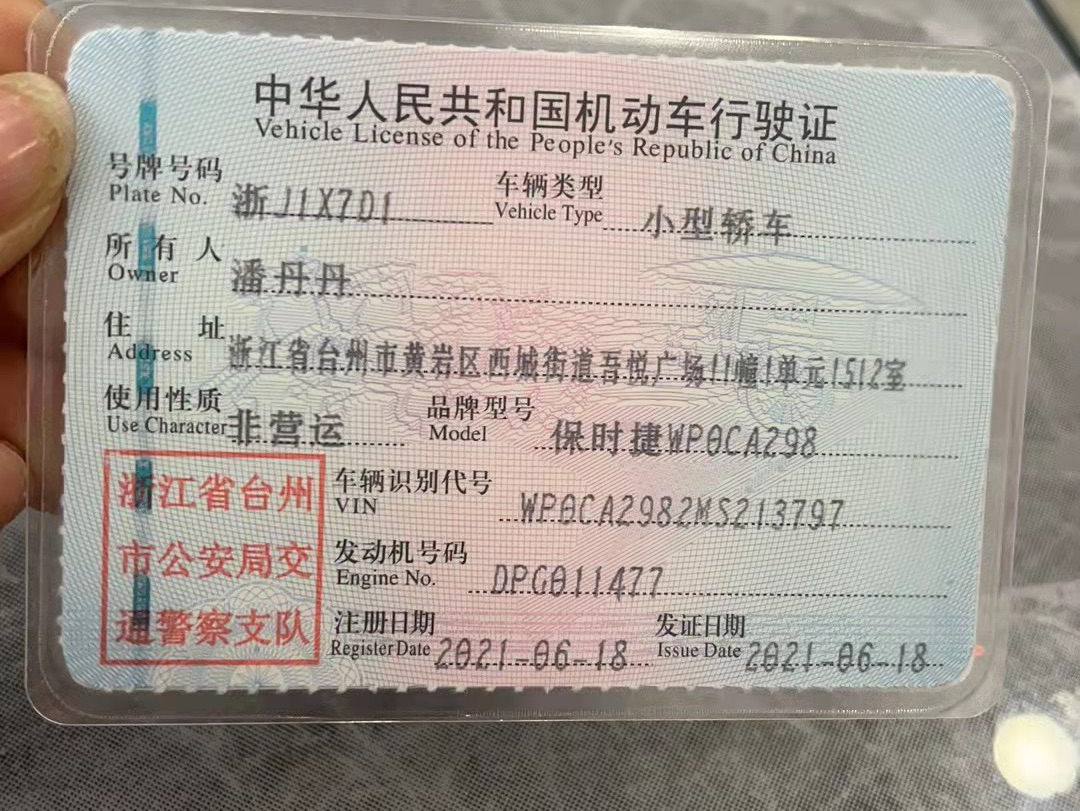 中华人民共和国机动车行驶证
Vehicle License of the People's Republic of China
号牌号码 浙J1X7D1 车辆类型 小型轿车
Plate No. Vehicle Type
所有人 潘丹丹
Owner
住址 浙江省台州市黄岩区西城街道吾悦广场11幢1单元1512室
Address
使用性质 非营运 品牌型号 保时捷WP0CA298
Use Character Model
浙江省台州 车辆识别代号 WP0CA2982MS213797
VIN
市公安局交 发动机号码 DPG011477
Engine No.
通警察支队 注册日期 2021-06-18 发证日期 2021-06-18
Register Date Issue Date